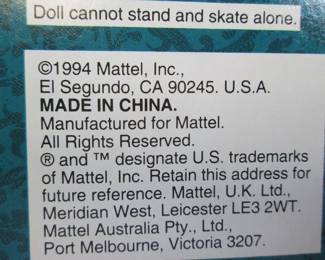 Doll cannot stand and skate alone.
©1994 Mattel, Inc.,
El Segundo, CA 90245. U.S.A.
MADE IN CHINA.
Manufactured for Mattel.
All Rights Reserved.
® and ™ designate U.S. trademarks
of Mattel, Inc. Retain this address for
future reference. Mattel, U.K. Ltd.,
Meridian West, Leicester LE3 2WT.
Mattel Australia Pty., Ltd.,
Port Melbourne, Victoria 3207.